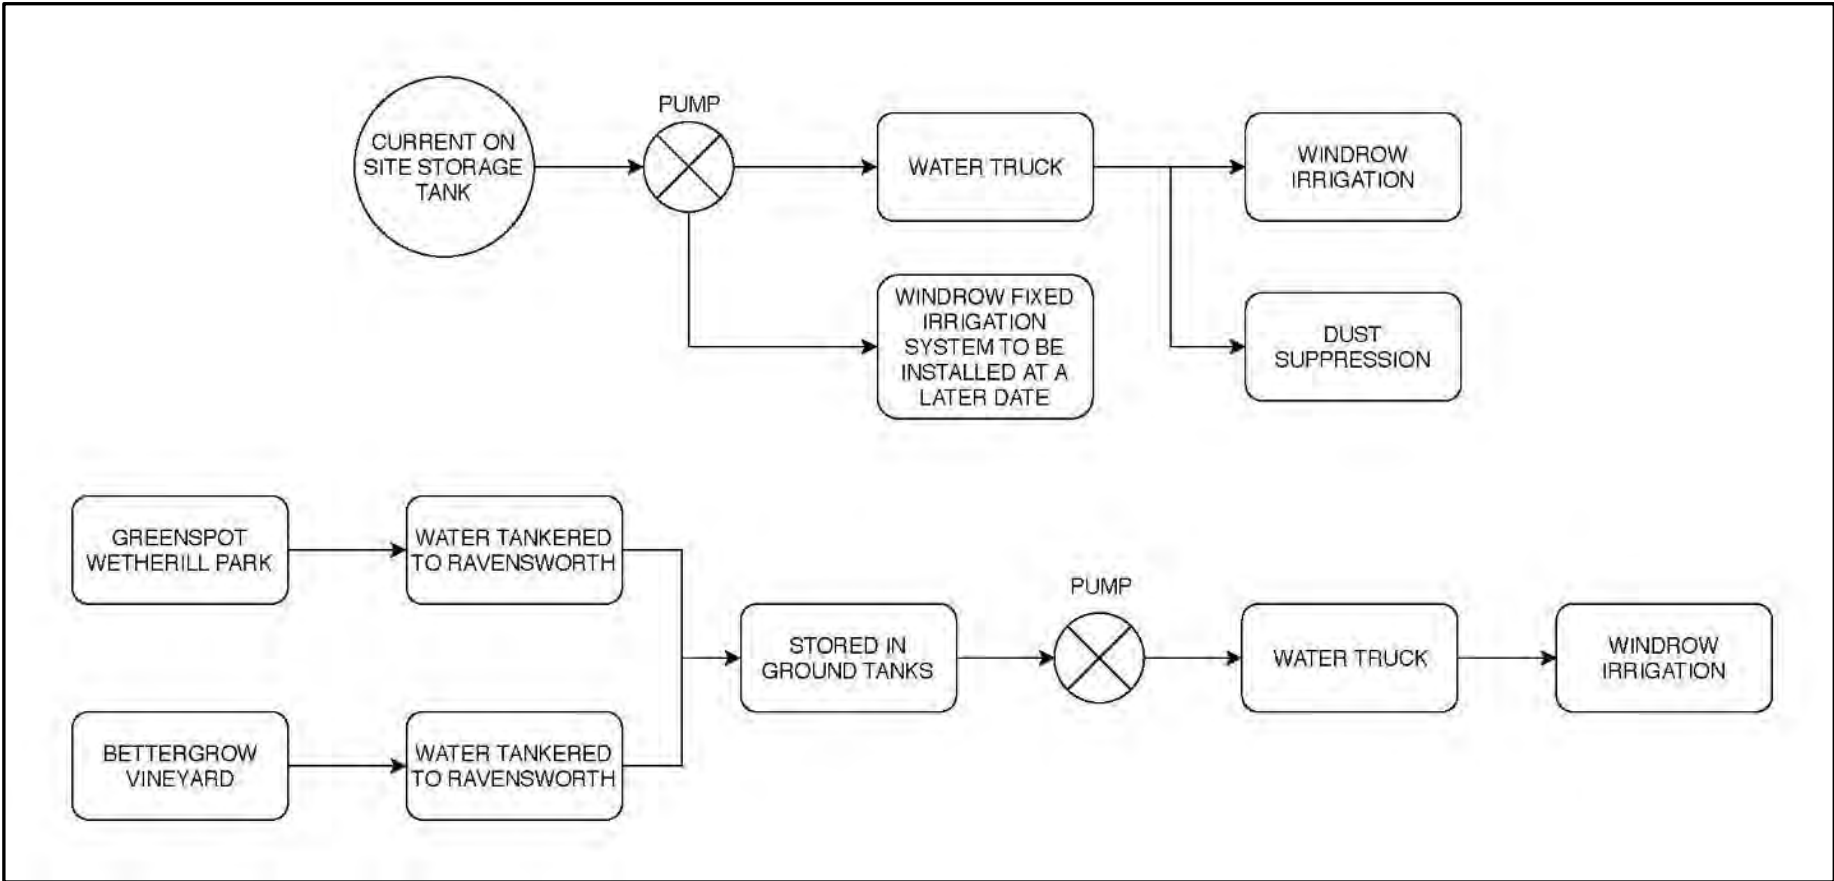 CURRENT ON
SITE STORAGE
TANK
PUMP
WATER TRUCK
WINDROW
IRRIGATION
WINDROW FIXED
IRRIGATION
SYSTEM TO BE
INSTALLED AT A
LATER DATE
DUST
SUPPRESSION
GREENSPOT
WETHERILL PARK
WATER TANKERED
TO RAVENSWORTH
BETTERGROW
VINEYARD
WATER TANKERED
TO RAVENSWORTH
STORED IN
GROUND TANKS
PUMP
WATER TRUCK
WINDROW
IRRIGATION